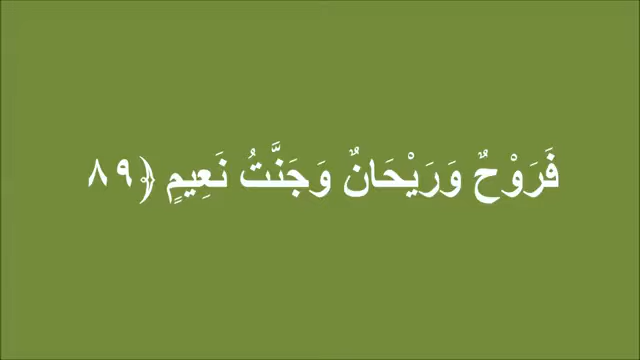 فَرَوْحٌ وَرَيْحَانٌ وَجَنَّتُ نَعِيمٍ ﴿٨٩